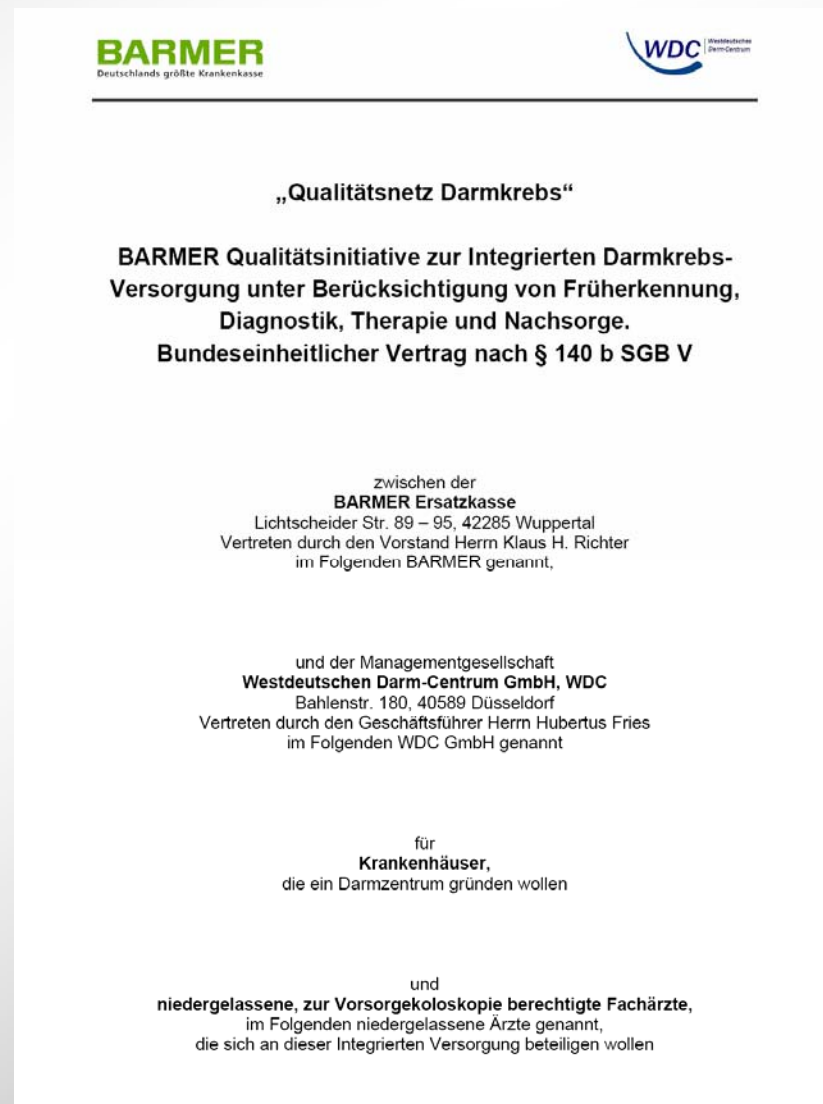 BARMER
Deutschlands größte Krankenkasse
WDC
Westdeutsches
Darm-Centrum
„Qualitätsnetz Darmkrebs“
BARMER Qualitätsinitiative zur Integrierten Darmkrebs-
Versorgung unter Berücksichtigung von Früherkennung,
Diagnostik, Therapie und Nachsorge.
Bundeseinheitlicher Vertrag nach § 140 b SGB V
zwischen der
BARMER Ersatzkasse
Lichtscheider Str. 89 – 95, 42285 Wuppertal
Vertreten durch den Vorstand Herrn Klaus H. Richter
im Folgenden BARMER genannt,
und der Managementgesellschaft
Westdeutschen Darm-Centrum GmbH, WDC
Bahlenstr. 180, 40589 Düsseldorf
Vertreten durch den Geschäftsführer Herrn Hubertus Fries
im Folgenden WDC GmbH genannt
für
Krankenhäuser,
die ein Darmzentrum gründen wollen
und
niedergelassene, zur Vorsorgekoloskopie berechtigte Fachärzte,
im Folgenden niedergelassene Ärzte genannt,
die sich an dieser Integrierten Versorgung beteiligen wollen